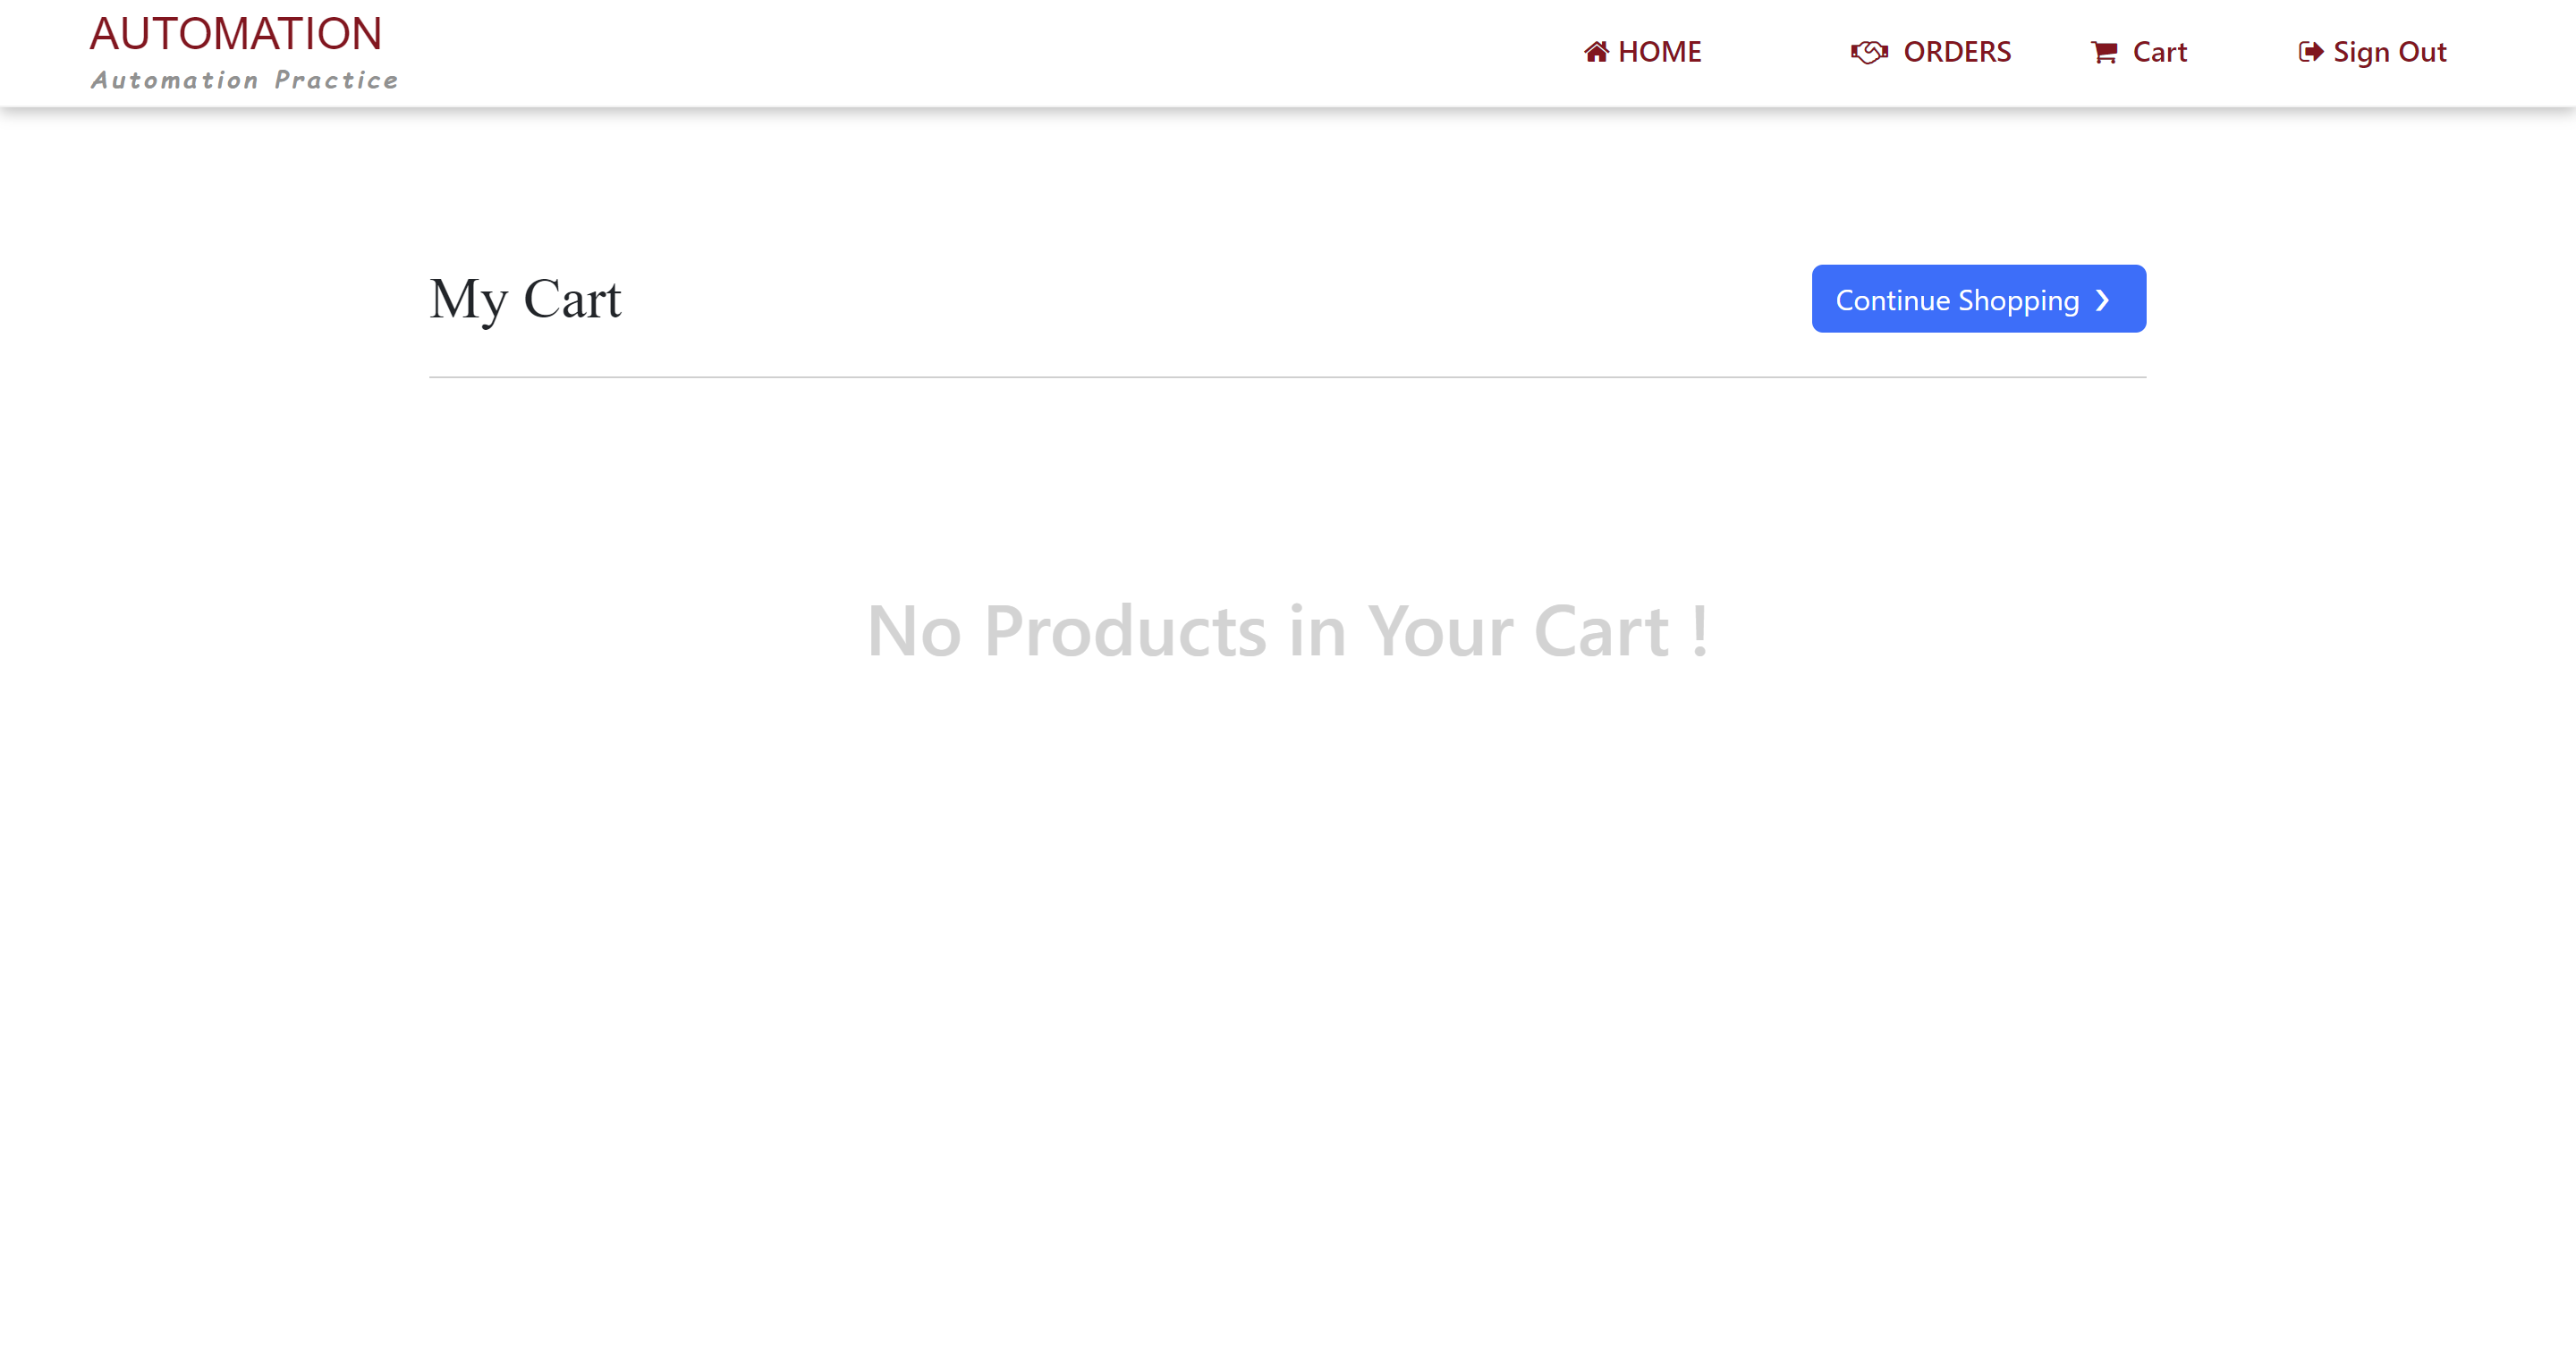 AUTOMATION
Automation Practice
HOME
ORDERS
Cart
Sign Out
My Cart
Continue Shopping ❯
No Products in Your Cart !